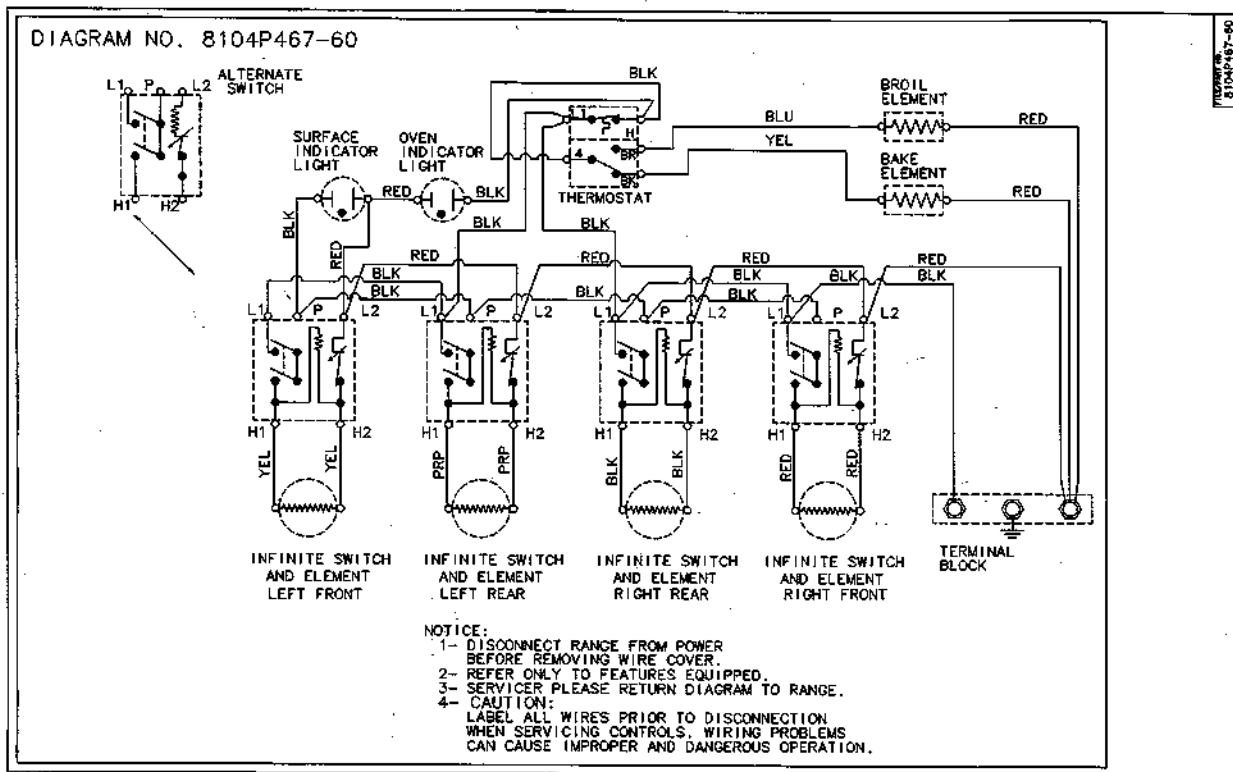 DIAGRAM NO. 8104P467-60
8104P467-60
ALTERNATE
SWITCH
L1 P L2
H1 H2
SURFACE
INDICATOR
LIGHT
OVEN
INDICATOR
LIGHT
BLK
L1
H
4
BR
BK
THERMOSTAT
BLU
YEL
BROIL
ELEMENT
RED
BAKE
ELEMENT
RED
BLK
RED
BLK
RED
BLK
BLK
RED
RED
RED
RED
BLK
BLK
BLK
BLK
BLK
BLK
L1 P L2
L1 P L2
L1 P L2
L1 P L2
H1 H2
H1 H2
H1 H2
H1 H2
YEL YEL
PRP PRP
BLK BLK
RED RED
INFINITE SWITCH
AND ELEMENT
LEFT FRONT
INFINITE SWITCH
AND ELEMENT
LEFT REAR
INFINITE SWITCH
AND ELEMENT
RIGHT REAR
INFINITE SWITCH
AND ELEMENT
RIGHT FRONT
TERMINAL
BLOCK
NOTICE:
1- DISCONNECT RANGE FROM POWER
BEFORE REMOVING WIRE COVER.
2- REFER ONLY TO FEATURES EQUIPPED.
3- SERVICER PLEASE RETURN DIAGRAM TO RANGE.
4- CAUTION:
LABEL ALL WIRES PRIOR TO DISCONNECTION
WHEN SERVICING CONTROLS, WIRING PROBLEMS
CAN CAUSE IMPROPER AND DANGEROUS OPERATION.